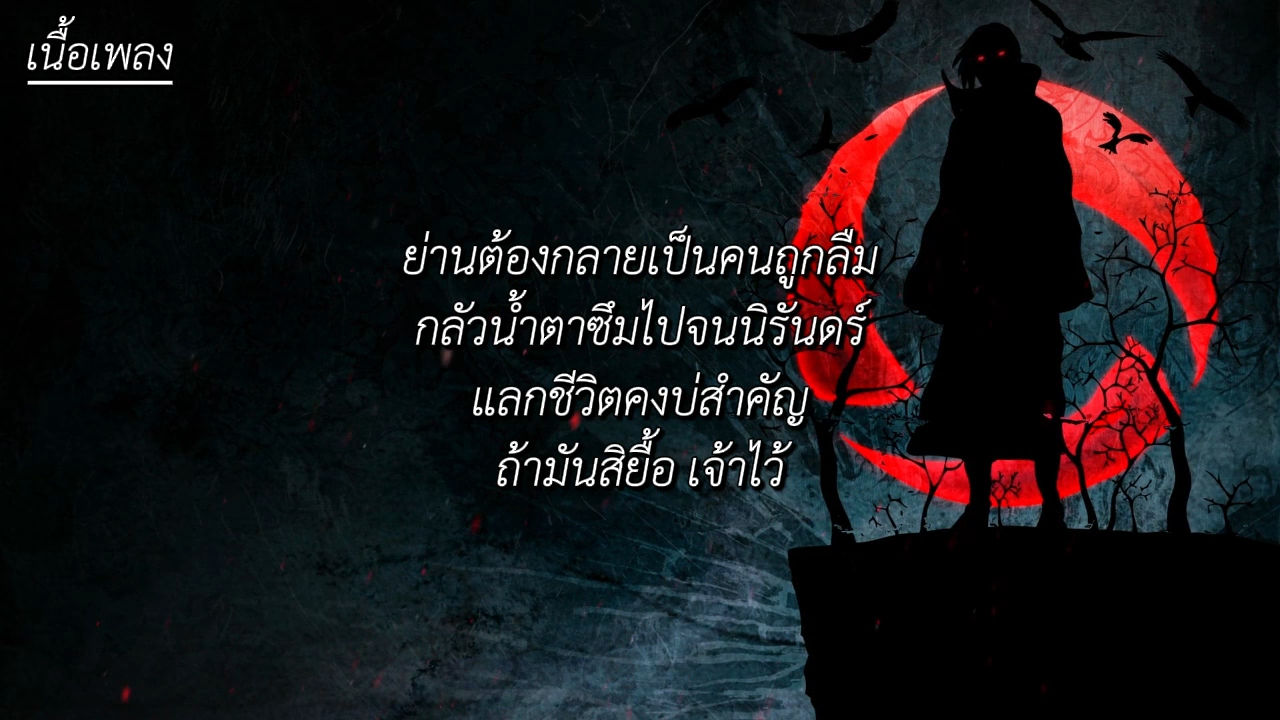 เนื้อเพลง
ย่านต้องกลายเป็นคนถูกลืม
กลัวน้ำตาซึมไปจนนิรันดร์
แลกชีวิตคงบ่สำคัญ
ถ้ามันสิยื้อ เจ้าไว้